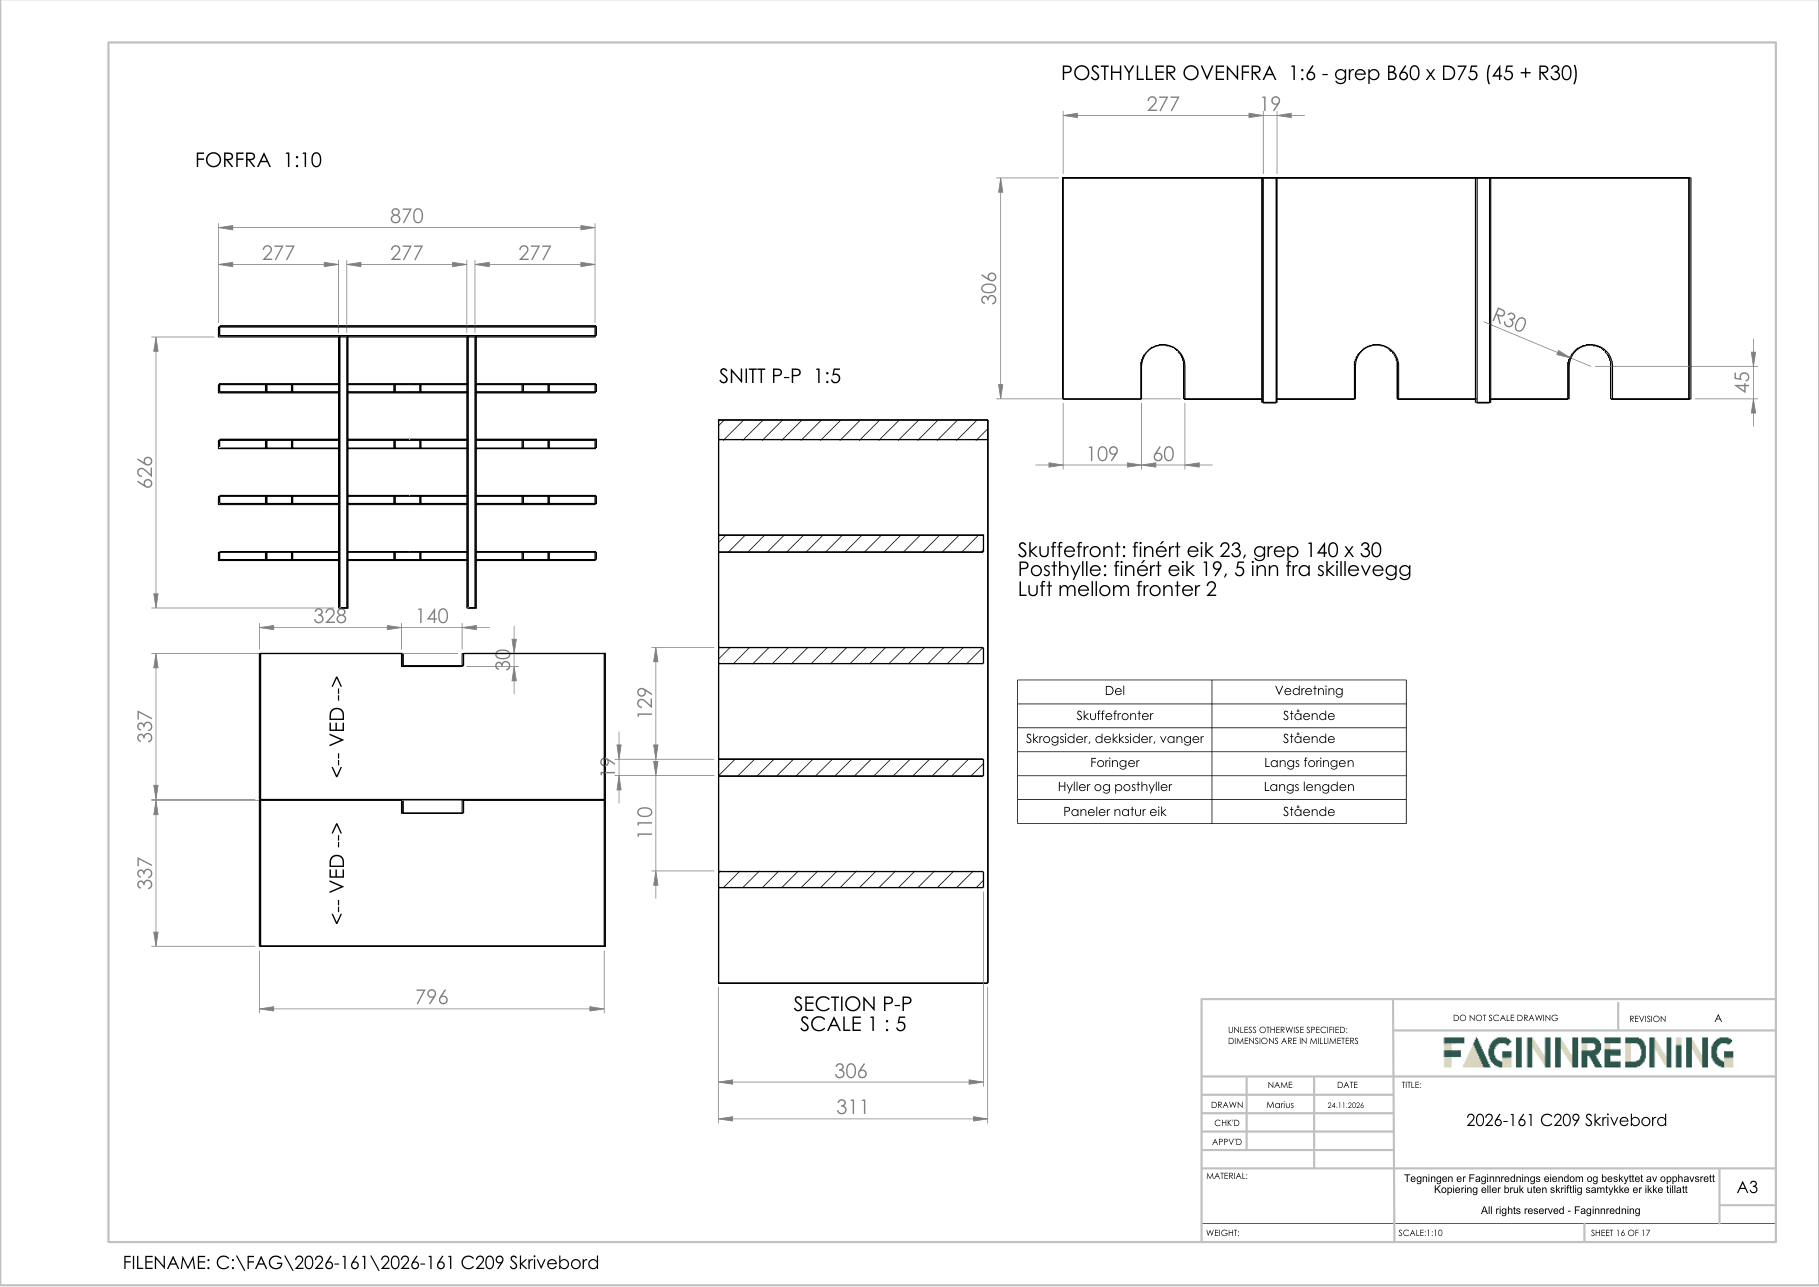 POSTHYLLER OVENFRA  1:6 - grep B60 x D75 (45 + R30)
277
19
306
R30
45
109
60
FORFRA  1:10
870
277
277
277
626
328
140
30
337
337
<-- VED -->
<-- VED -->
796
SNITT P-P  1:5
129
19
110
SECTION P-P
SCALE 1 : 5
306
311
Skuffefront: finért eik 23, grep 140 x 30
Posthylle: finért eik 19, 5 inn fra skillevegg
Luft mellom fronter 2
Del Vedretning
Skuffefronter Stående
Skrogsider, dekksider, vanger Stående
Foringer Langs foringen
Hyller og posthyller Langs lengden
Paneler natur eik Stående
UNLESS OTHERWISE SPECIFIED:
DIMENSIONS ARE IN MILLIMETERS
DO NOT SCALE DRAWING
REVISION A
FAGINNREDNING
NAME DATE
DRAWN Marius 24.11.2026
CHK'D
APPV'D
TITLE:
2026-161 C209 Skrivebord
MATERIAL:
Tegningen er Faginnrednings eiendom og beskyttet av opphavsrett
Kopiering eller bruk uten skriftlig samtykke er ikke tillatt
All rights reserved - Faginnredning
A3
WEIGHT:
SCALE:1:10
SHEET 16 OF 17
FILENAME: C:\FAG\2026-161\2026-161 C209 Skrivebord